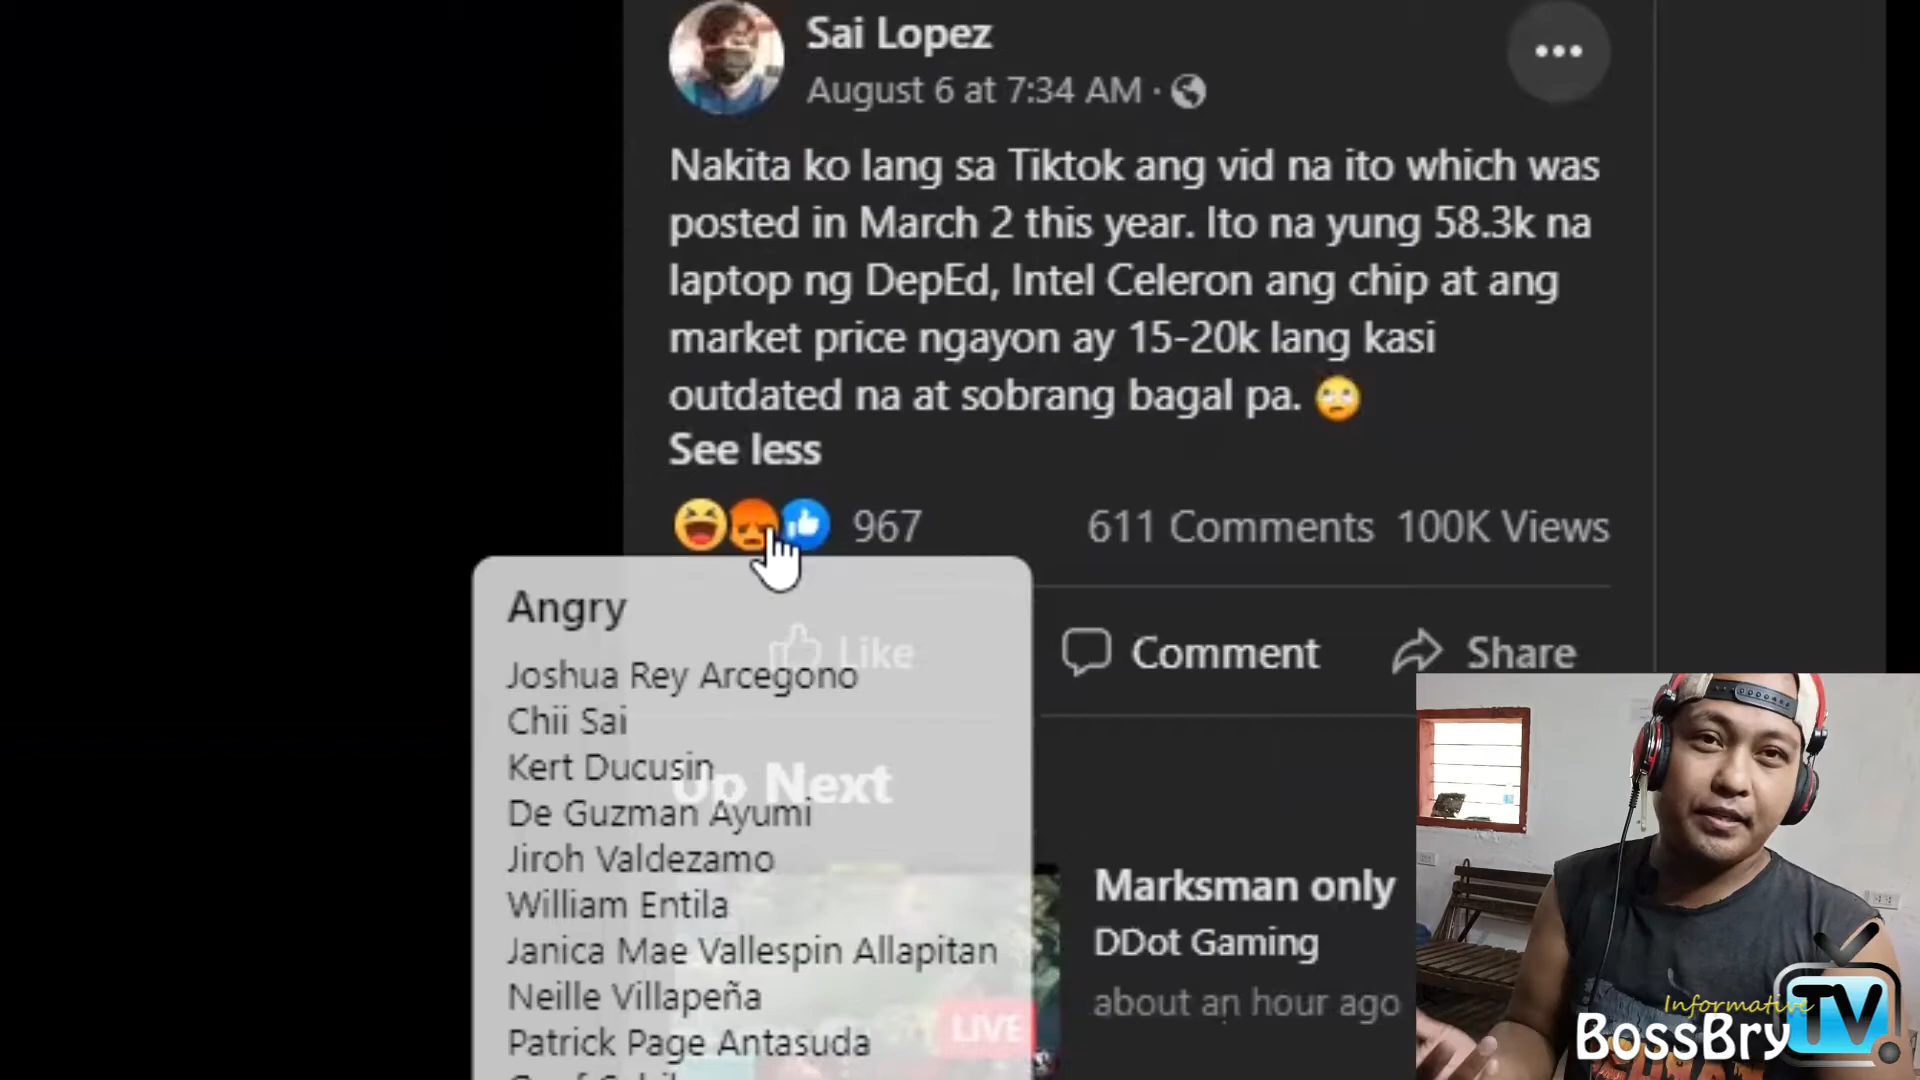 Sai Lopez
August 6 at 7:34 AM ·
Nakita ko lang sa Tiktok ang vid na ito which was
posted in March 2 this year. Ito na yung 58.3k na
laptop ng DepEd, Intel Celeron ang chip at ang
market price ngayon ay 15-20k lang kasi
outdated na at sobrang bagal pa. 🙄
See less
967 611 Comments 100K Views
Like Comment Share
Angry
Joshua Rey Arcegono
Chii Sai
Kert Ducusin
De Guzman Ayumi
Jiroh Valdezamo
William Entila
Janica Mae Vallespin Allapitan
Neille Villapeña
Patrick Page Antasuda
Up Next
LIVE
Marksman only
DDot Gaming
about an hour ago
Informative
BossBry TV